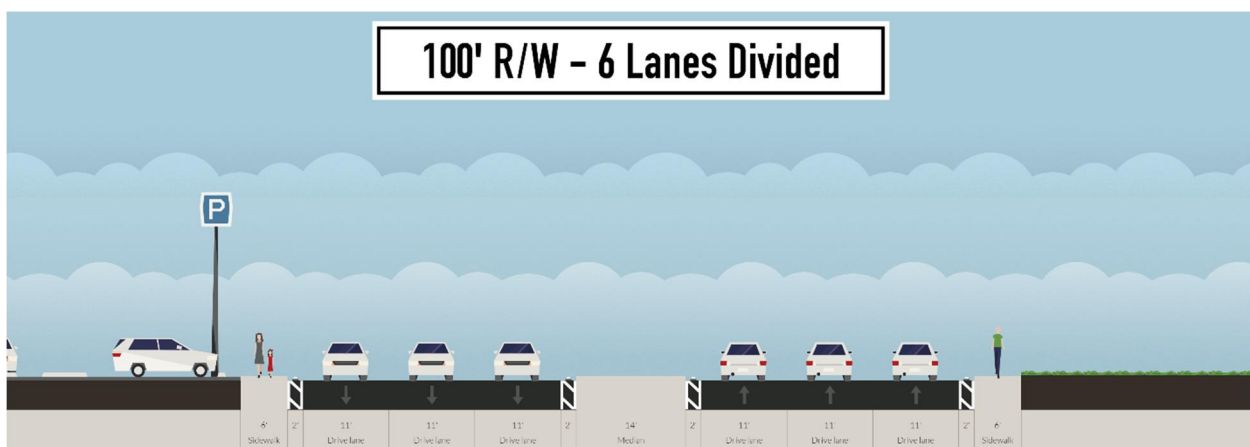 100' R/W – 6 Lanes Divided
P
6' 2' 11' 11' 11' 2' 14' 2' 11' 11' 11' 2' 6'
Sidewalk Drive lane Drive lane Drive lane Median Drive lane Drive lane Drive lane Sidewalk